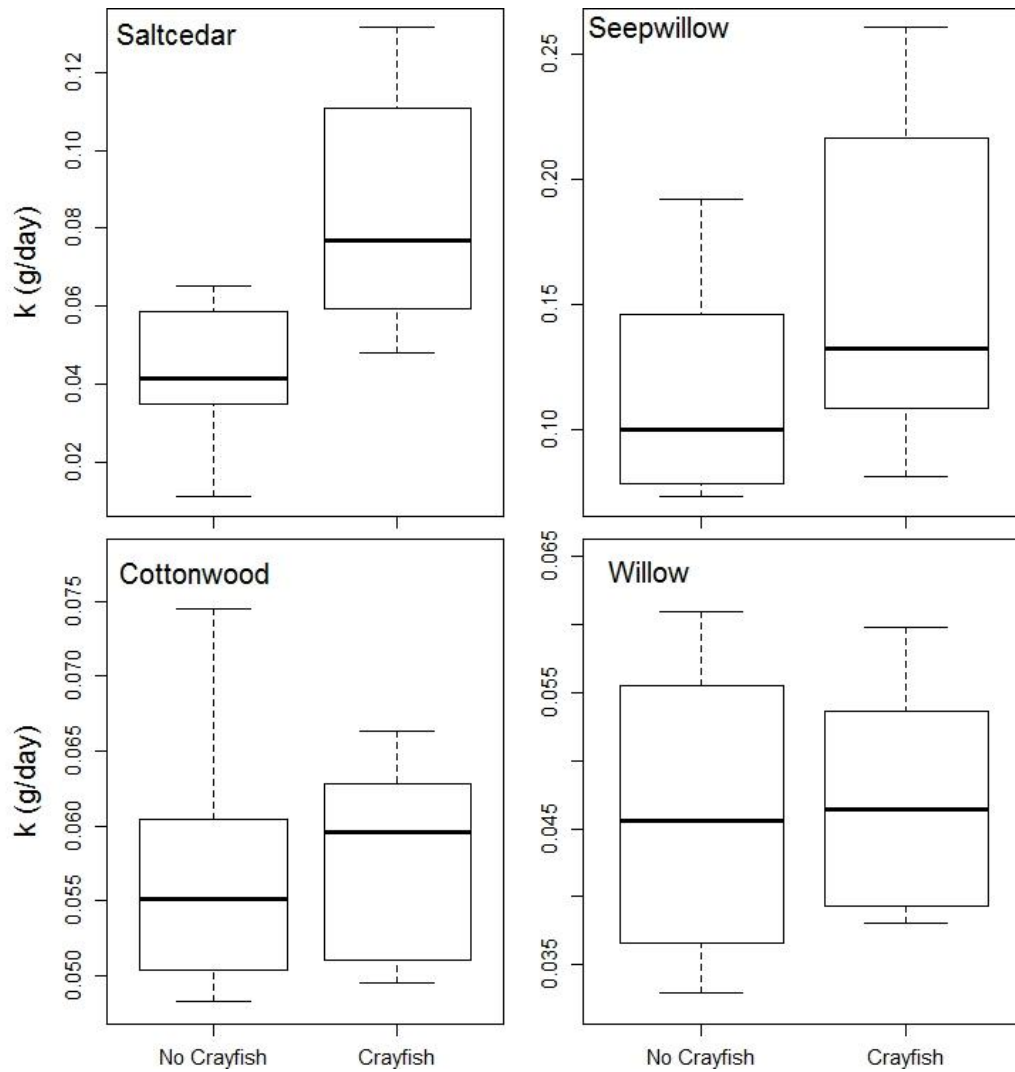 Saltcedar
k (g/day)
0.12
0.10
0.08
0.06
0.04
0.02
Seepwillow
0.25
0.20
0.15
0.10
Cottonwood
k (g/day)
0.075
0.070
0.065
0.060
0.055
0.050
No Crayfish
Crayfish
Willow
0.065
0.055
0.045
0.035
No Crayfish
Crayfish